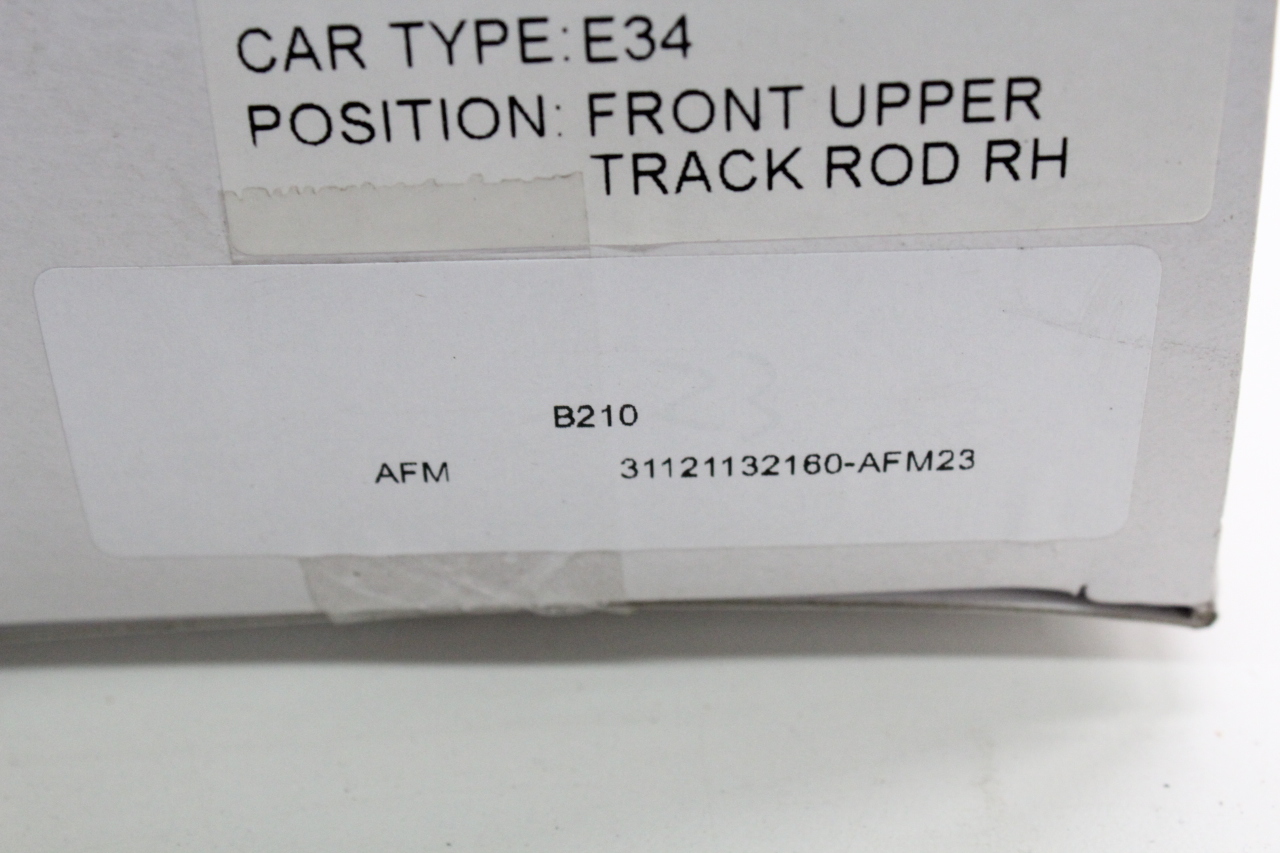 CAR TYPE: E34
POSITION: FRONT UPPER
TRACK ROD RH
B210
AFM 31121132160-AFM23